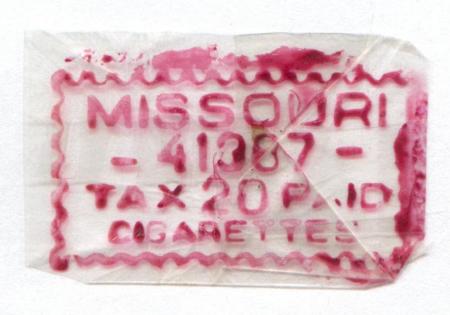 MISSOURI
- 41387 -
TAX 20 PAID
CIGARETTES